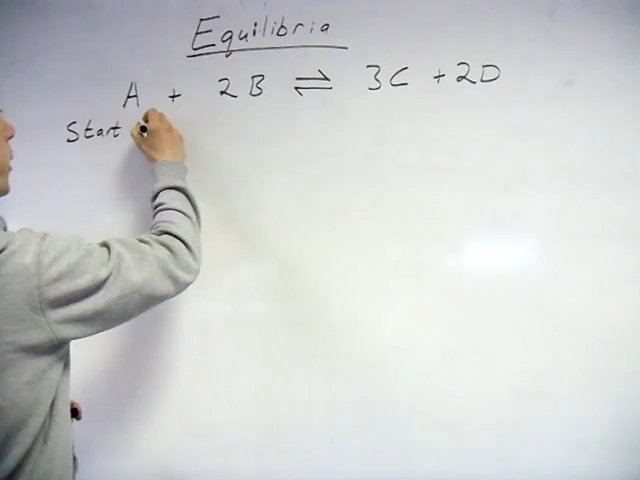 Equilibria
A + 2B ⇌ 3C + 2D
Start